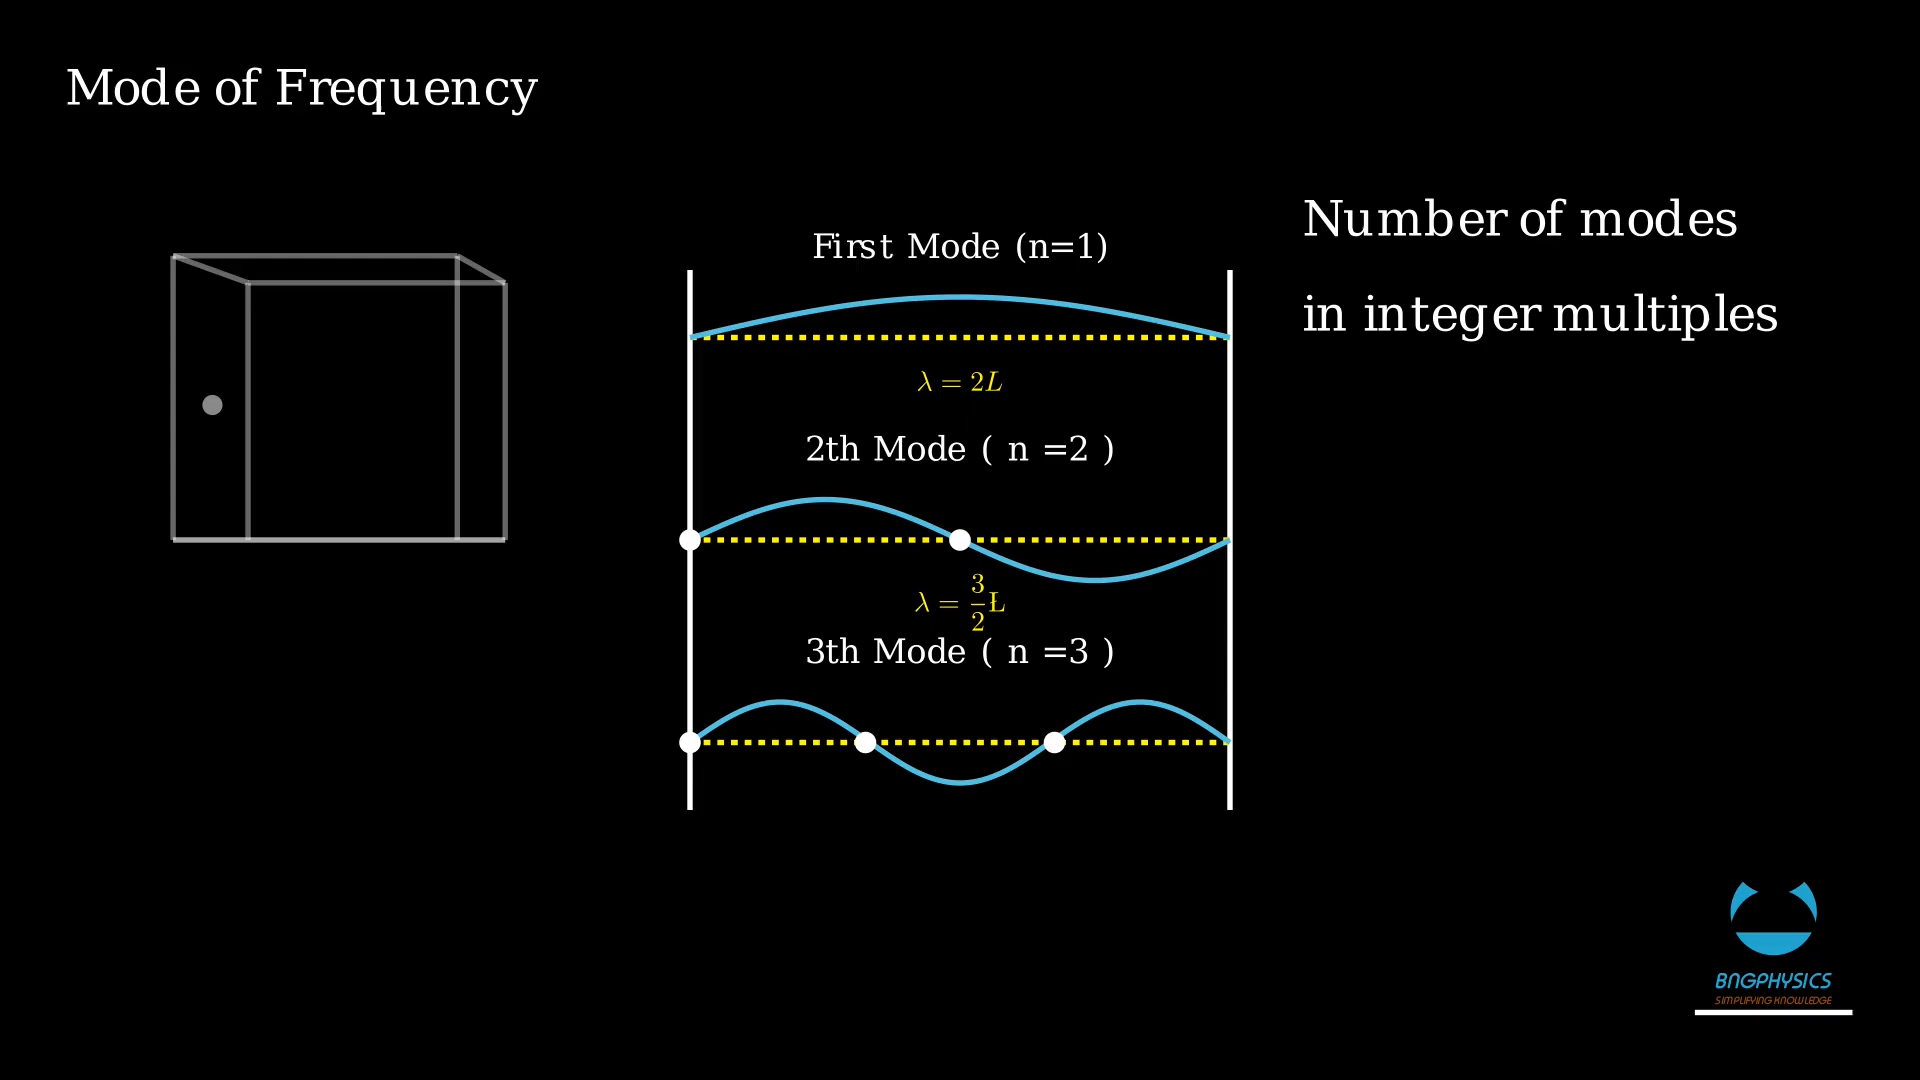 Mode of Frequency
Number of modes
in integer multiples
First Mode (n=1)
λ = 2L
2th Mode ( n =2 )
λ = 3/2 Ł
3th Mode ( n =3 )
BNGPHYSICS
SIMPLIFYING KNOWLEDGE